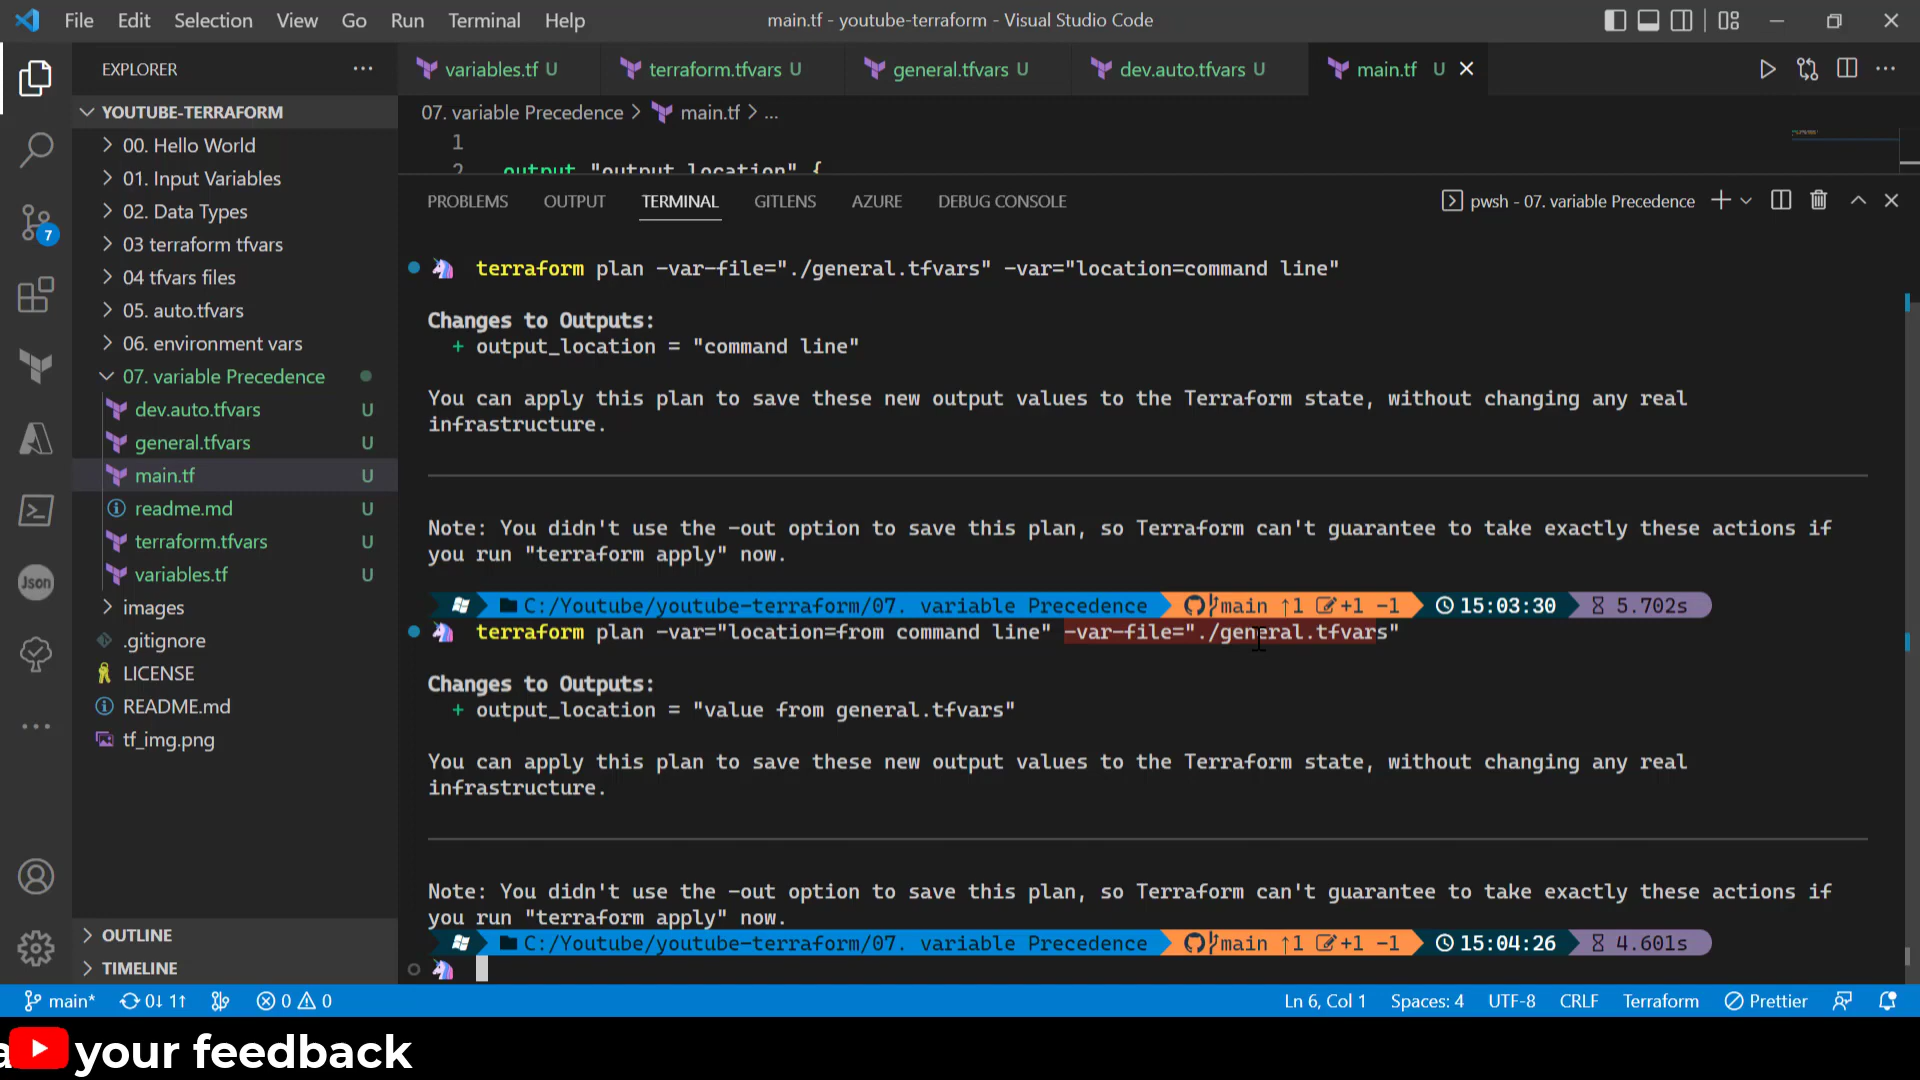 File Edit Selection View Go Run Terminal Help
main.tf - youtube-terraform - Visual Studio Code
EXPLORER
variables.tf U
terraform.tfvars U
general.tfvars U
dev.auto.tfvars U
main.tf U
YOUTUBE-TERRAFORM
00. Hello World
01. Input Variables
02. Data Types
03 terraform tfvars
04 tfvars files
05. auto.tfvars
06. environment vars
07. variable Precedence
dev.auto.tfvars U
general.tfvars U
main.tf U
readme.md U
terraform.tfvars U
variables.tf U
images
.gitignore
LICENSE
README.md
tf_img.png
OUTLINE
TIMELINE
7
Json
07. variable Precedence > main.tf > ...
1
2 output "output_location" {
PROBLEMS OUTPUT TERMINAL GITLENS AZURE DEBUG CONSOLE
pwsh - 07. variable Precedence
terraform plan -var-file="./general.tfvars" -var="location=command line"
Changes to Outputs:
+ output_location = "command line"
You can apply this plan to save these new output values to the Terraform state, without changing any real
infrastructure.
Note: You didn't use the -out option to save this plan, so Terraform can't guarantee to take exactly these actions if
you run "terraform apply" now.
C:/Youtube/youtube-terraform/07. variable Precedence main ↑1 +1 -1 15:03:30 5.702s
terraform plan -var="location=from command line" -var-file="./general.tfvars"
Changes to Outputs:
+ output_location = "value from general.tfvars"
You can apply this plan to save these new output values to the Terraform state, without changing any real
infrastructure.
Note: You didn't use the -out option to save this plan, so Terraform can't guarantee to take exactly these actions if
you run "terraform apply" now.
C:/Youtube/youtube-terraform/07. variable Precedence main ↑1 +1 -1 15:04:26 4.601s
main* 0↓ 1↑ 0 0
Ln 6, Col 1 Spaces: 4 UTF-8 CRLF Terraform Prettier
your feedback